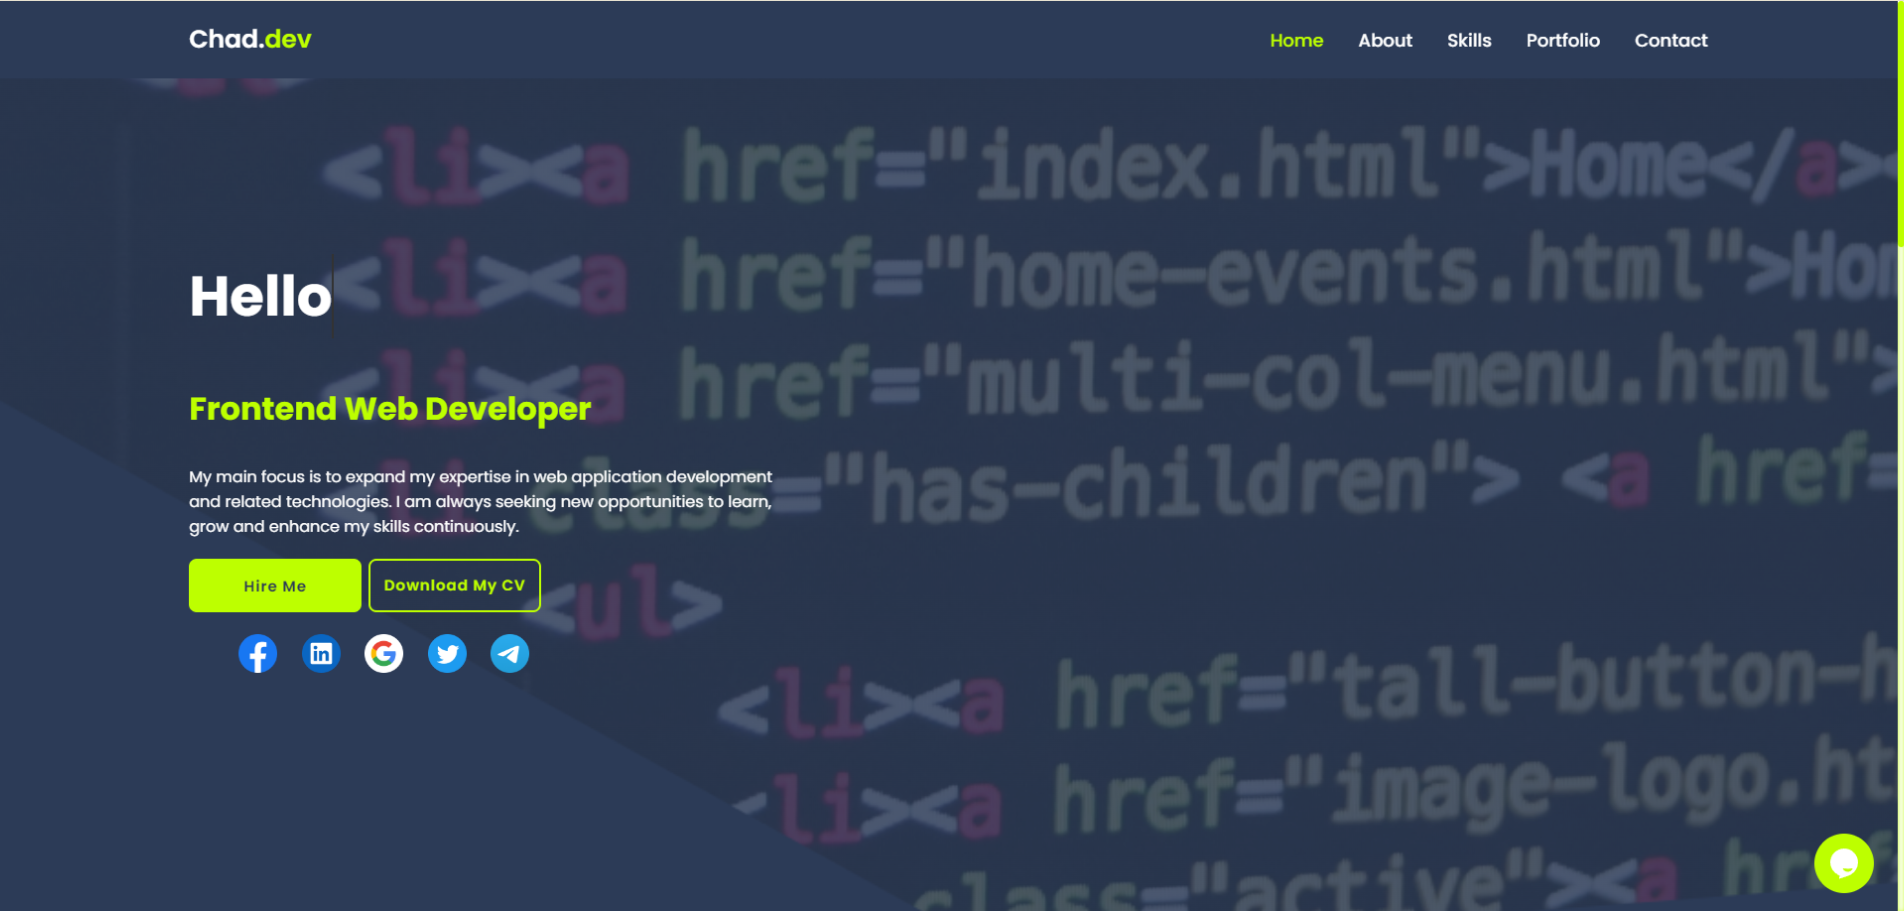 Chad.dev
Home About Skills Portfolio Contact
<li><a href="index.html">Home</a><
<li><a href="home-events.html">Hom
Hello
<li><a href="multi-col-menu.html">
Frontend Web Developer
<li class="has-children"> <a href=
My main focus is to expand my expertise in web application development
and related technologies. I am always seeking new opportunities to learn,
grow and enhance my skills continuously.
Hire Me Download My CV
<ul>
in G
<li><a href="tall-button-h
<li><a href="image-logo.ht
class="active"><a hr